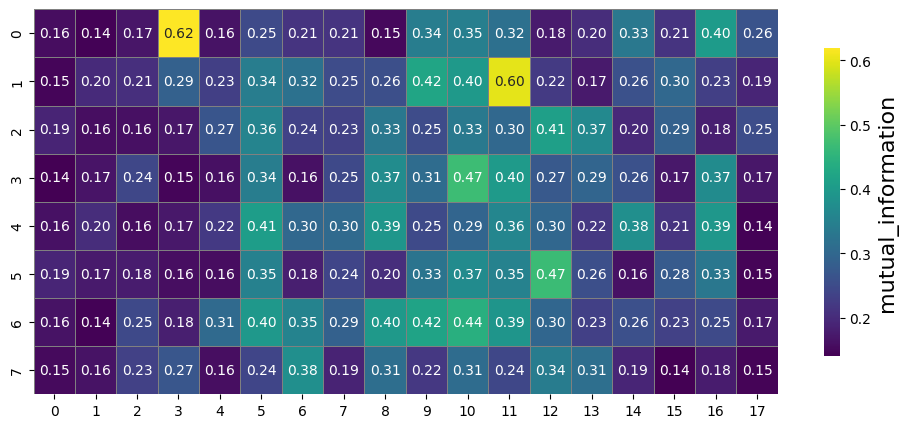 0 0.16 0.14 0.17 0.62 0.16 0.25 0.21 0.21 0.15 0.34 0.35 0.32 0.18 0.20 0.33 0.21 0.40 0.26
1 0.15 0.20 0.21 0.29 0.23 0.34 0.32 0.25 0.26 0.42 0.40 0.60 0.22 0.17 0.26 0.30 0.23 0.19
2 0.19 0.16 0.16 0.17 0.27 0.36 0.24 0.23 0.33 0.25 0.33 0.30 0.41 0.37 0.20 0.29 0.18 0.25
3 0.14 0.17 0.24 0.15 0.16 0.34 0.16 0.25 0.37 0.31 0.47 0.40 0.27 0.29 0.26 0.17 0.37 0.17
4 0.16 0.20 0.16 0.17 0.22 0.41 0.30 0.30 0.39 0.25 0.29 0.36 0.30 0.22 0.38 0.21 0.39 0.14
5 0.19 0.17 0.18 0.16 0.16 0.35 0.18 0.24 0.20 0.33 0.37 0.35 0.47 0.26 0.16 0.28 0.33 0.15
6 0.16 0.14 0.25 0.18 0.31 0.40 0.35 0.29 0.40 0.42 0.44 0.39 0.30 0.23 0.26 0.23 0.25 0.17
7 0.15 0.16 0.23 0.27 0.16 0.24 0.38 0.19 0.31 0.22 0.31 0.24 0.34 0.31 0.19 0.14 0.18 0.15
0 1 2 3 4 5 6 7 8 9 10 11 12 13 14 15 16 17
0.6
0.5
0.4
0.3
0.2
mutual_information